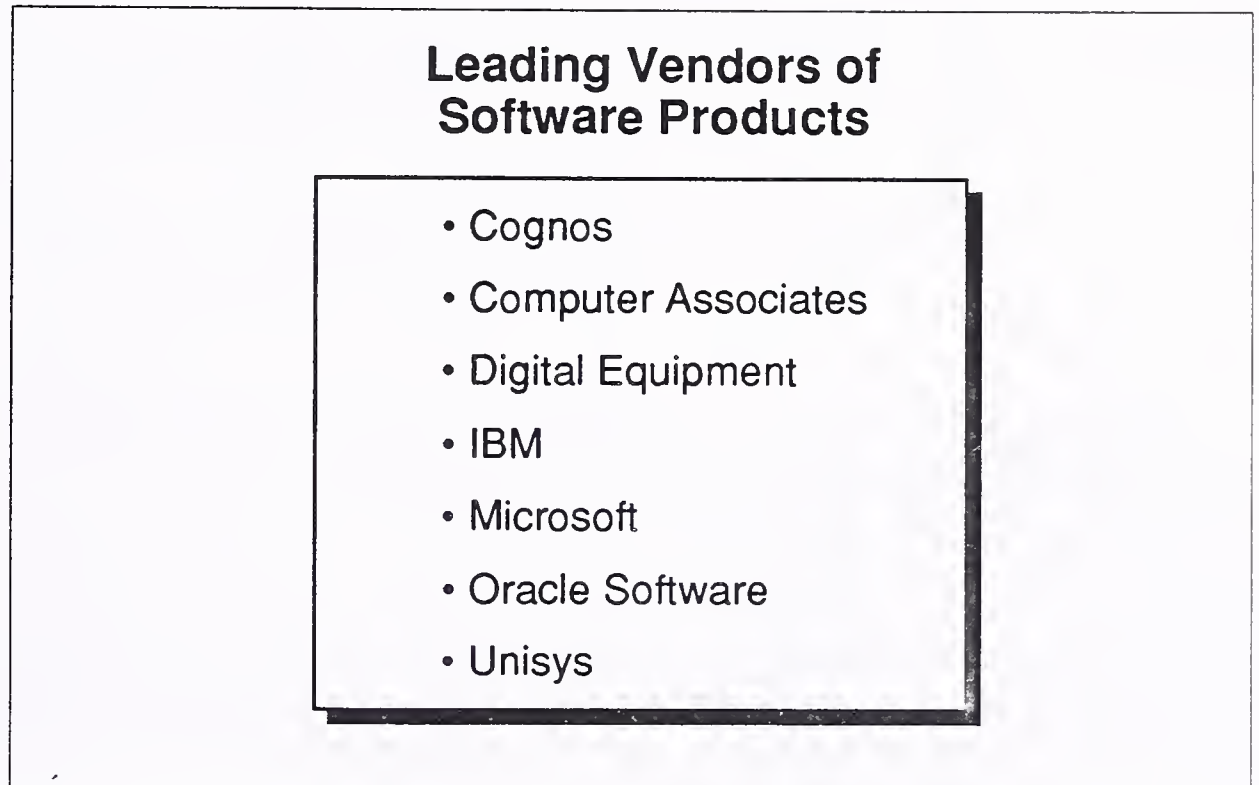 Leading Vendors of
Software Products
• Cognos
• Computer Associates
• Digital Equipment
• IBM
• Microsoft
• Oracle Software
• Unisys